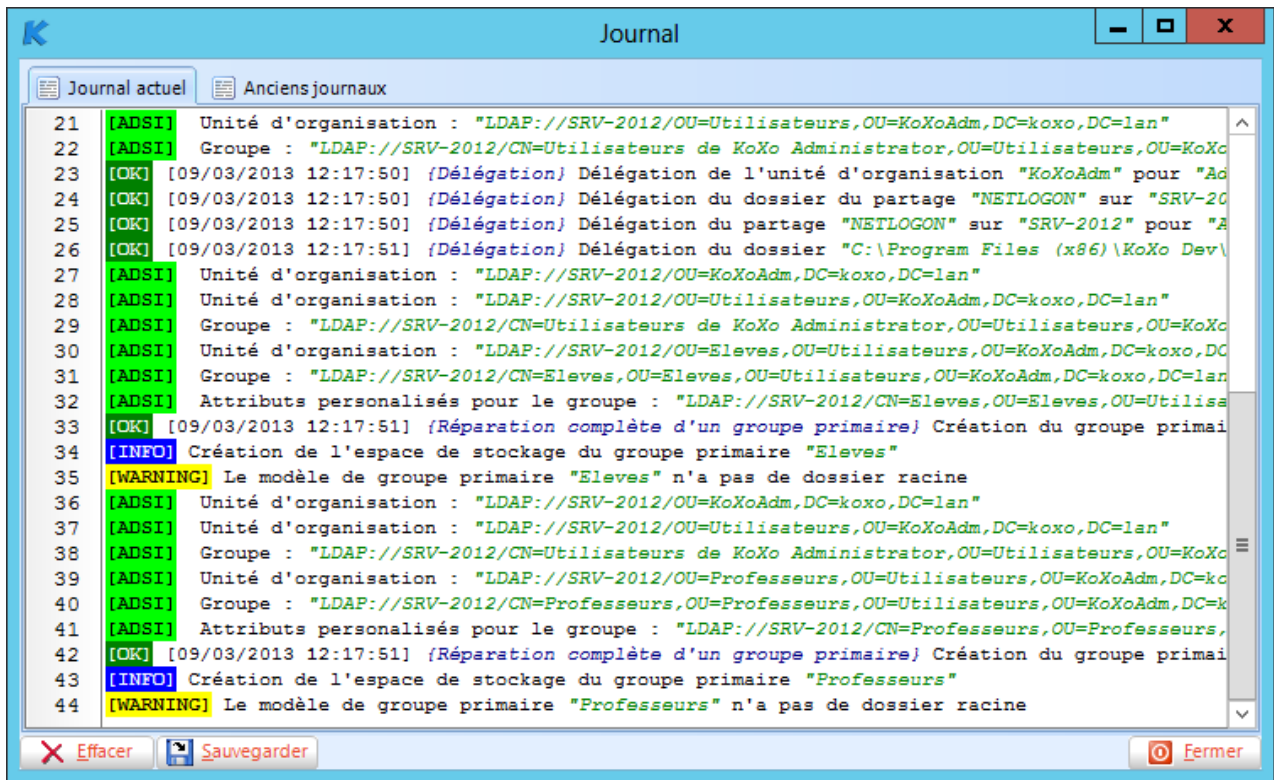 Journal
Journal actuel Anciens journaux
21 [ADSI] Unité d'organisation : "LDAP://SRV-2012/OU=Utilisateurs,OU=KoXoAdm,DC=koxo,DC=lan"
22 [ADSI] Groupe : "LDAP://SRV-2012/CN=Utilisateurs de KoXo Administrator,OU=Utilisateurs,OU=KoXo
23 [OK] [09/03/2013 12:17:50] {Délégation} Délégation de l'unité d'organisation "KoXoAdm" pour "Ad
24 [OK] [09/03/2013 12:17:50] {Délégation} Délégation du dossier du partage "NETLOGON" sur "SRV-20
25 [OK] [09/03/2013 12:17:50] {Délégation} Délégation du partage "NETLOGON" sur "SRV-2012" pour "A
26 [OK] [09/03/2013 12:17:51] {Délégation} Délégation du dossier "C:\Program Files (x86)\KoXo Dev\
27 [ADSI] Unité d'organisation : "LDAP://SRV-2012/OU=KoXoAdm,DC=koxo,DC=lan"
28 [ADSI] Unité d'organisation : "LDAP://SRV-2012/OU=Utilisateurs,OU=KoXoAdm,DC=koxo,DC=lan"
29 [ADSI] Groupe : "LDAP://SRV-2012/CN=Utilisateurs de KoXo Administrator,OU=Utilisateurs,OU=KoXo
30 [ADSI] Unité d'organisation : "LDAP://SRV-2012/OU=Eleves,OU=Utilisateurs,OU=KoXoAdm,DC=koxo,DC
31 [ADSI] Groupe : "LDAP://SRV-2012/CN=Eleves,OU=Eleves,OU=Utilisateurs,OU=KoXoAdm,DC=koxo,DC=lan
32 [ADSI] Attributs personalisés pour le groupe : "LDAP://SRV-2012/CN=Eleves,OU=Eleves,OU=Utilisa
33 [OK] [09/03/2013 12:17:51] {Réparation complète d'un groupe primaire} Création du groupe primai
34 [INFO] Création de l'espace de stockage du groupe primaire "Eleves"
35 [WARNING] Le modèle de groupe primaire "Eleves" n'a pas de dossier racine
36 [ADSI] Unité d'organisation : "LDAP://SRV-2012/OU=KoXoAdm,DC=koxo,DC=lan"
37 [ADSI] Unité d'organisation : "LDAP://SRV-2012/OU=Utilisateurs,OU=KoXoAdm,DC=koxo,DC=lan"
38 [ADSI] Groupe : "LDAP://SRV-2012/CN=Utilisateurs de KoXo Administrator,OU=Utilisateurs,OU=KoXo
39 [ADSI] Unité d'organisation : "LDAP://SRV-2012/OU=Professeurs,OU=Utilisateurs,OU=KoXoAdm,DC=ko
40 [ADSI] Groupe : "LDAP://SRV-2012/CN=Professeurs,OU=Professeurs,OU=Utilisateurs,OU=KoXoAdm,DC=k
41 [ADSI] Attributs personalisés pour le groupe : "LDAP://SRV-2012/CN=Professeurs,OU=Professeurs,
42 [OK] [09/03/2013 12:17:51] {Réparation complète d'un groupe primaire} Création du groupe primai
43 [INFO] Création de l'espace de stockage du groupe primaire "Professeurs"
44 [WARNING] Le modèle de groupe primaire "Professeurs" n'a pas de dossier racine
Effacer Sauvegarder Fermer